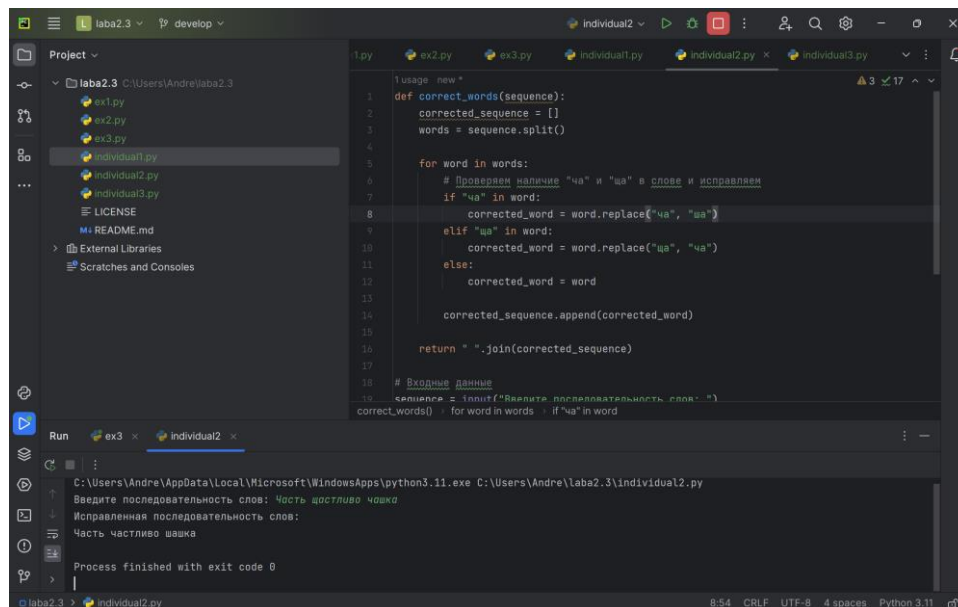 laba2.3 develop individual2
Project
laba2.3 C:\Users\Andre\laba2.3
ex1.py
ex2.py
ex3.py
individual1.py
individual2.py
individual3.py
LICENSE
README.md
External Libraries
Scratches and Consoles
1.py ex2.py ex3.py individual1.py individual2.py individual3.py
1 usage new *
3 17
1 def correct_words(sequence):
2 corrected_sequence = []
3 words = sequence.split()
4
5 for word in words:
6 # Проверяем наличие "ча" и "ща" в слове и исправляем
7 if "ча" in word:
8 corrected_word = word.replace("ча", "ша")
9 elif "ща" in word:
10 corrected_word = word.replace("ща", "ча")
11 else:
12 corrected_word = word
13
14 corrected_sequence.append(corrected_word)
15
16 return " ".join(corrected_sequence)
17
18 # Входные данные
19 sequence = input("Введите последовательность слов: ")
correct_words() for word in words if "ча" in word
Run ex3 individual2
C:\Users\Andre\AppData\Local\Microsoft\WindowsApps\python3.11.exe C:\Users\Andre\laba2.3\individual2.py
Введите последовательность слов: Часть щастливо чашка
Исправленная последовательность слов:
Часть частливо шашка
Process finished with exit code 0
laba2.3 individual2.py 8:54 CRLF UTF-8 4 spaces Python 3.11